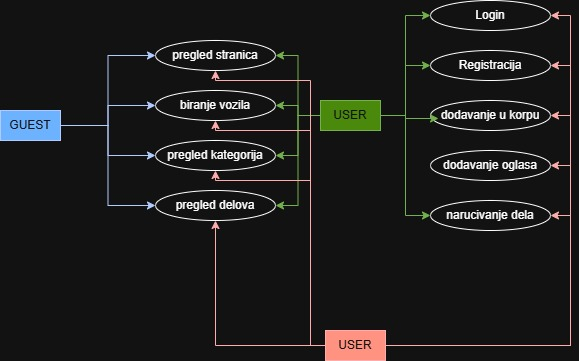 Login
pregled stranica
Registracija
biranje vozila
USER
dodavanje u korpu
GUEST
pregled kategorija
dodavanje oglasa
pregled delova
narucivanje dela
USER